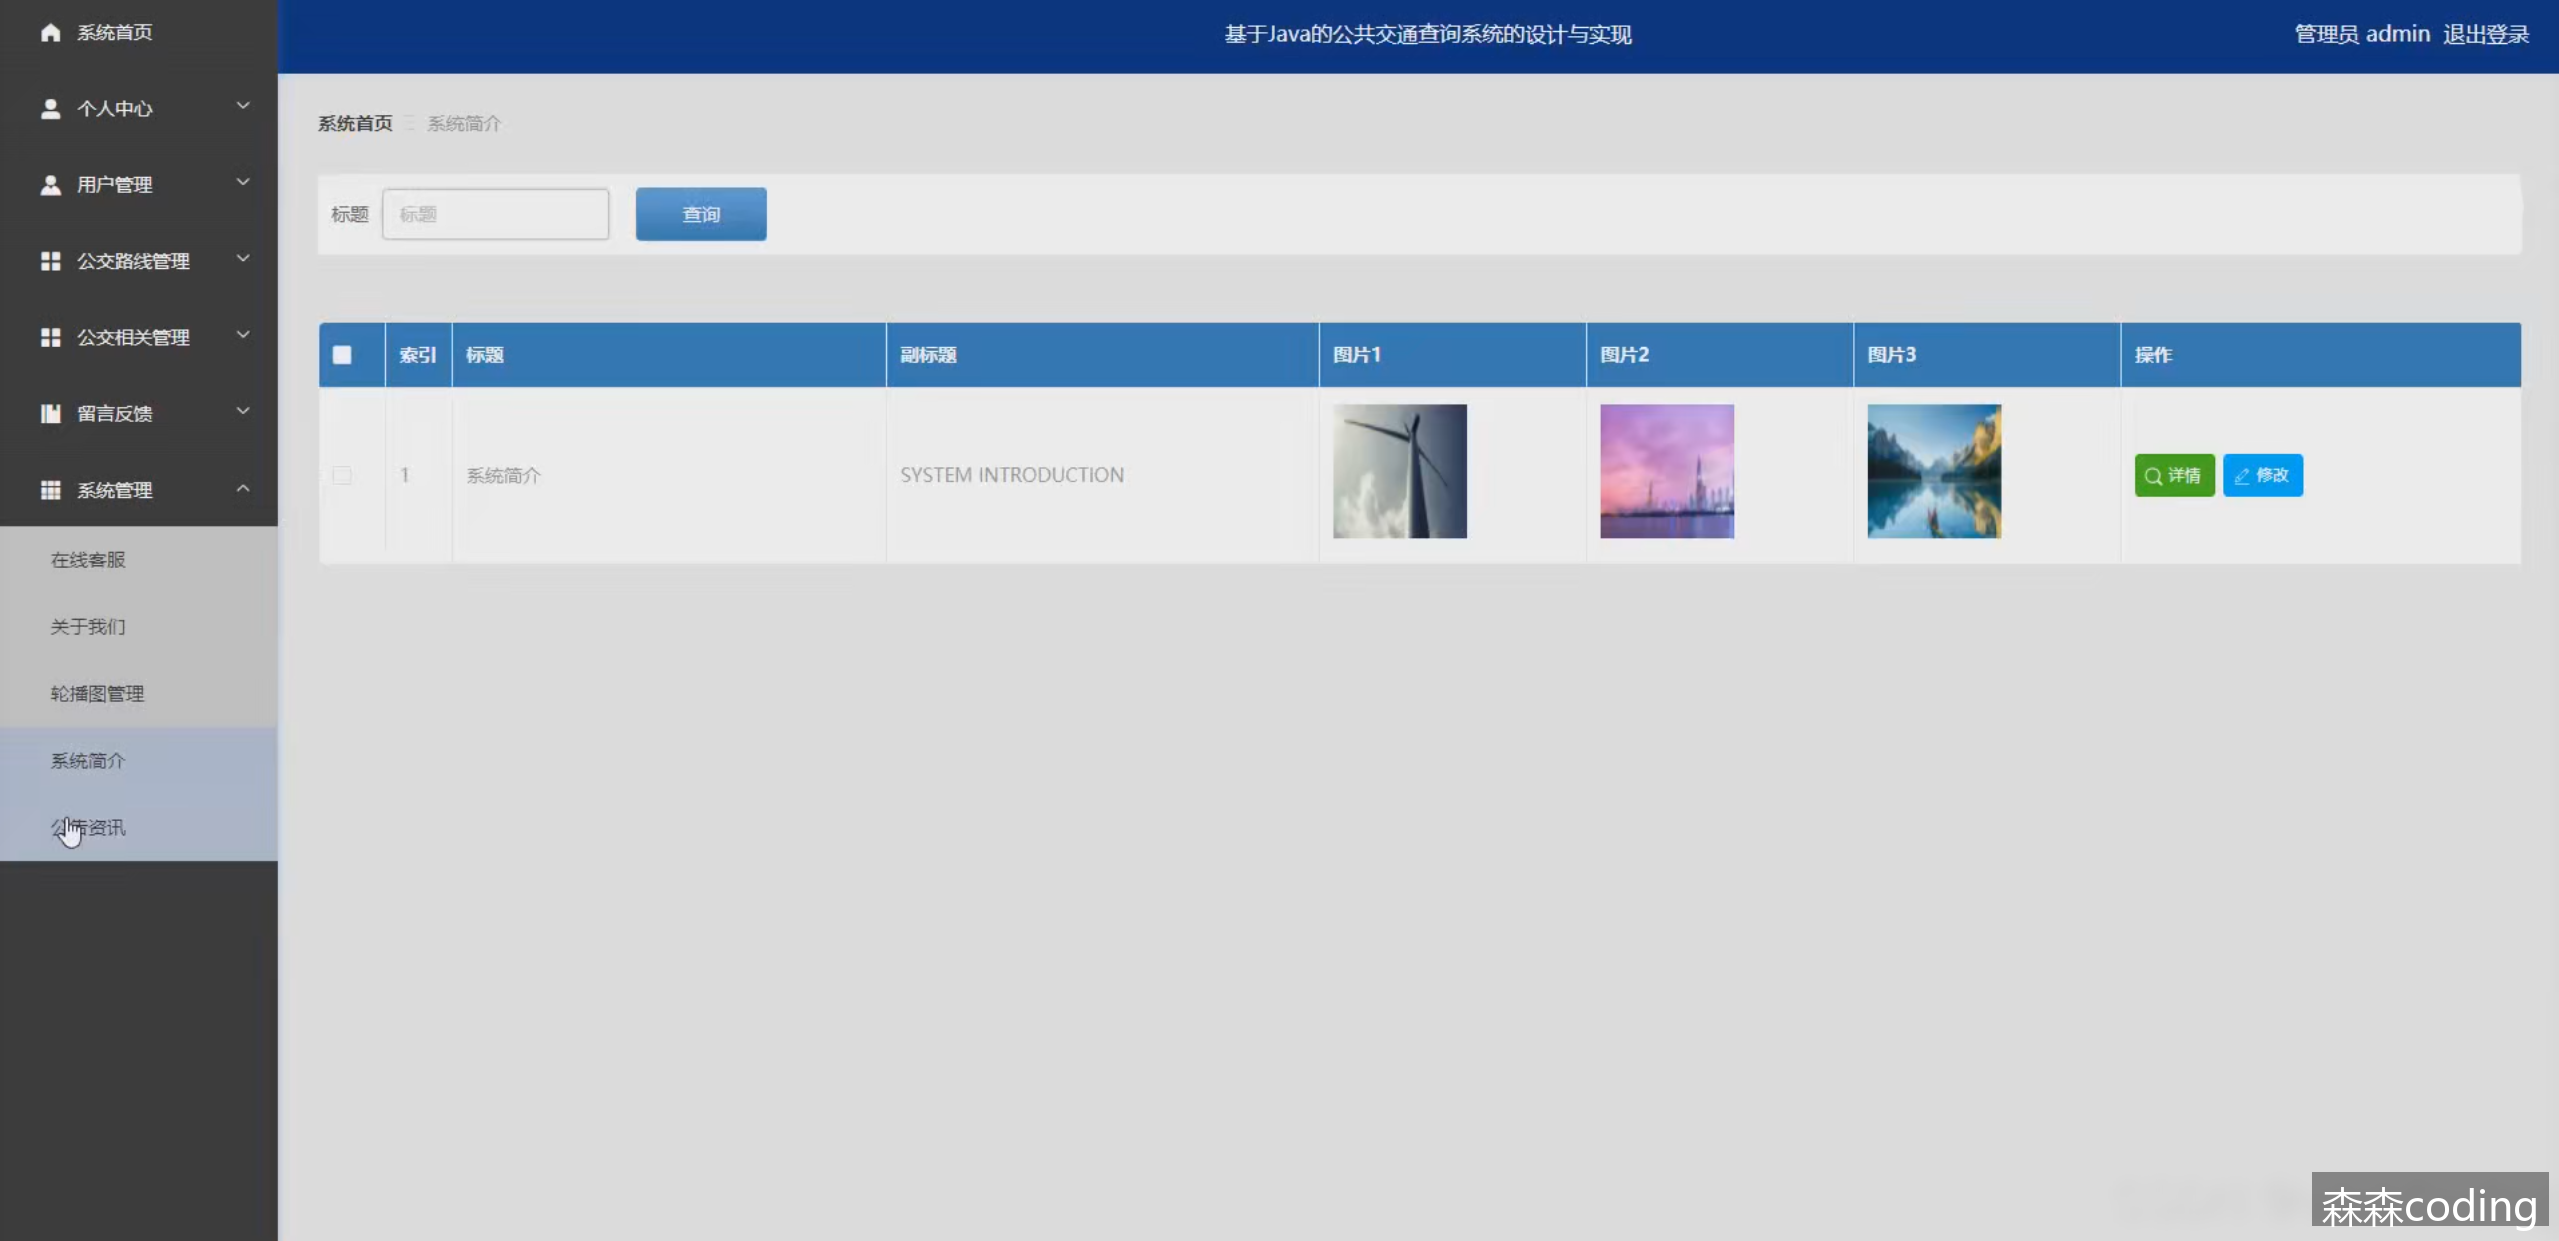 系统首页
个人中心
用户管理
公交路线管理
公交相关管理
留言反馈
系统管理
在线客服
关于我们
轮播图管理
系统简介
公告资讯
基于Java的公共交通查询系统的设计与实现
管理员 admin 退出登录
系统首页 系统简介
标题 标题 查询
索引 标题 副标题 图片1 图片2 图片3 操作
1 系统简介 SYSTEM INTRODUCTION 详情 修改
森森coding